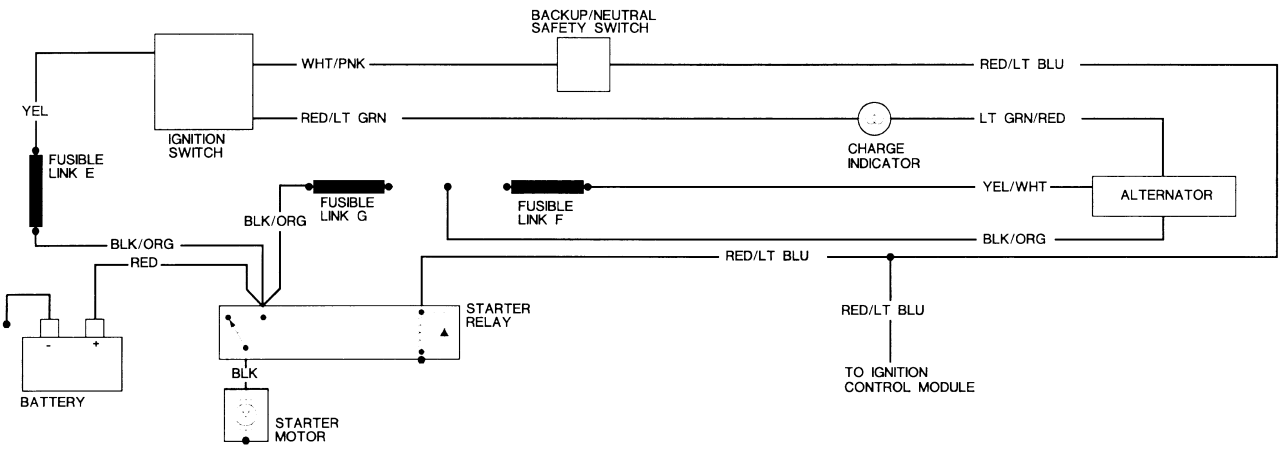 BACKUP/NEUTRAL
SAFETY SWITCH
WHT/PNK
RED/LT BLU
YEL
RED/LT GRN
LT GRN/RED
IGNITION
SWITCH
CHARGE
INDICATOR
FUSIBLE
LINK E
FUSIBLE
LINK G
FUSIBLE
LINK F
YEL/WHT
ALTERNATOR
BLK/ORG
BLK/ORG
BLK/ORG
RED
RED/LT BLU
STARTER
RELAY
RED/LT BLU
- +
BATTERY
BLK
TO IGNITION
CONTROL MODULE
STARTER
MOTOR